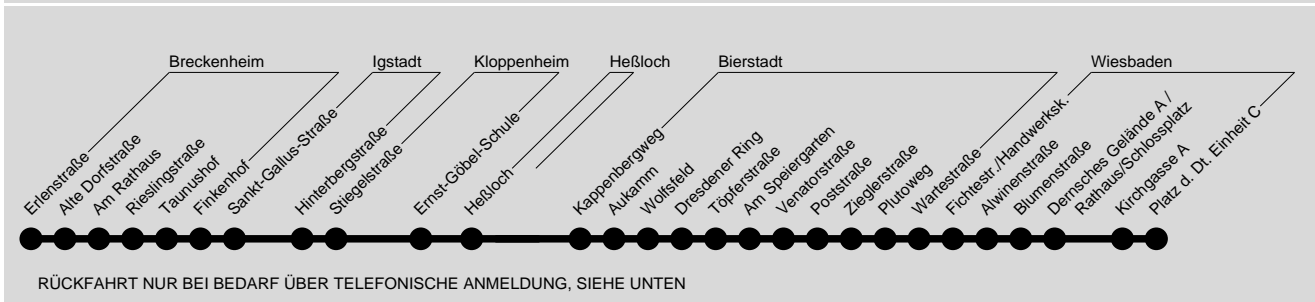 Breckenheim
Igstadt
Kloppenheim
Heßloch
Bierstadt
Wiesbaden
Erlenstraße
Alte Dorfstraße
Am Rathaus
Rieslingstraße
Taunushof
Finkenhof
Sankt-Gallus-Straße
Hinterbergstraße
Stiegelstraße
Ernst-Göbel-Schule
Heßloch
Kappenbergweg
Aukamm
Wolfsfeld
Dresdener Ring
Töpferstraße
Am Speiergarten
Venatorstraße
Poststraße
Zieglerstraße
Plutoweg
Wartestraße
Fichtestr./Handwerksk.
Alwinenstraße
Blumenstraße
Dernsches Gelände A /
Rathaus/Schlossplatz
Kirchgasse A
Platz d. Dt. Einheit C
RÜCKFAHRT NUR BEI BEDARF ÜBER TELEFONISCHE ANMELDUNG, SIEHE UNTEN